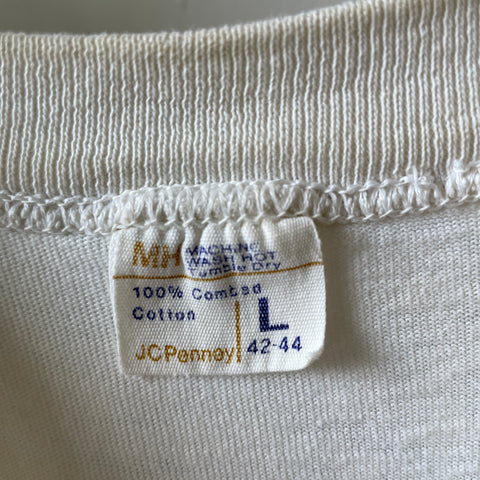 MH MACHINE
WASH HOT
Tumble Dry
100% Combed
Cotton
L
JCPenney
42-44